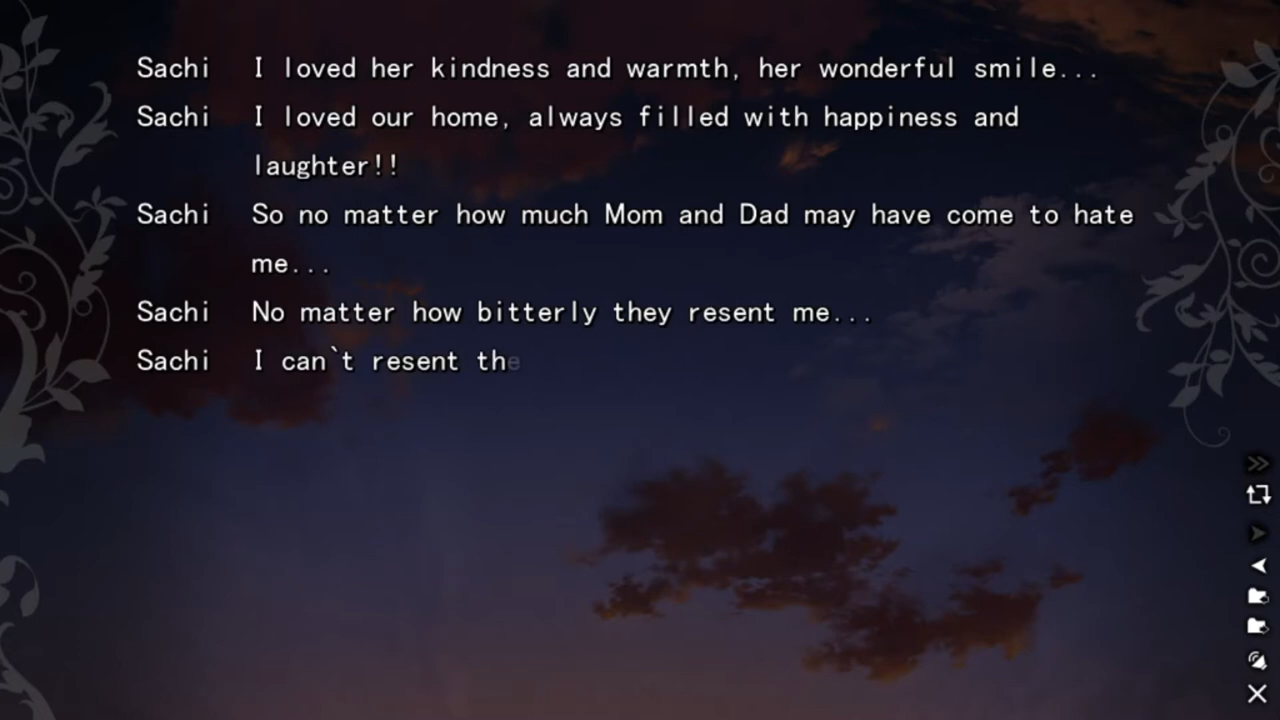 Sachi I loved her kindness and warmth, her wonderful smile...
Sachi I loved our home, always filled with happiness and
laughter!!
Sachi So no matter how much Mom and Dad may have come to hate
me...
Sachi No matter how bitterly they resent me...
Sachi I can`t resent the